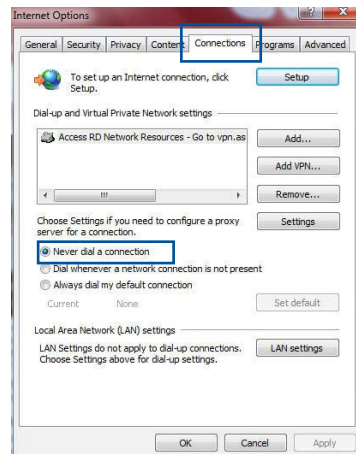 Internet Options
General Security Privacy Content Connections Programs Advanced
To set up an Internet connection, click
Setup.
Setup
Dial-up and Virtual Private Network settings
Access RD Network Resources - Go to vpn.as
Add...
Add VPN...
Remove...
Choose Settings if you need to configure a proxy
server for a connection.
Settings
Never dial a connection
Dial whenever a network connection is not present
Always dial my default connection
Current None
Set default
Local Area Network (LAN) settings
LAN Settings do not apply to dial-up connections.
Choose Settings above for dial-up settings.
LAN settings
OK Cancel Apply